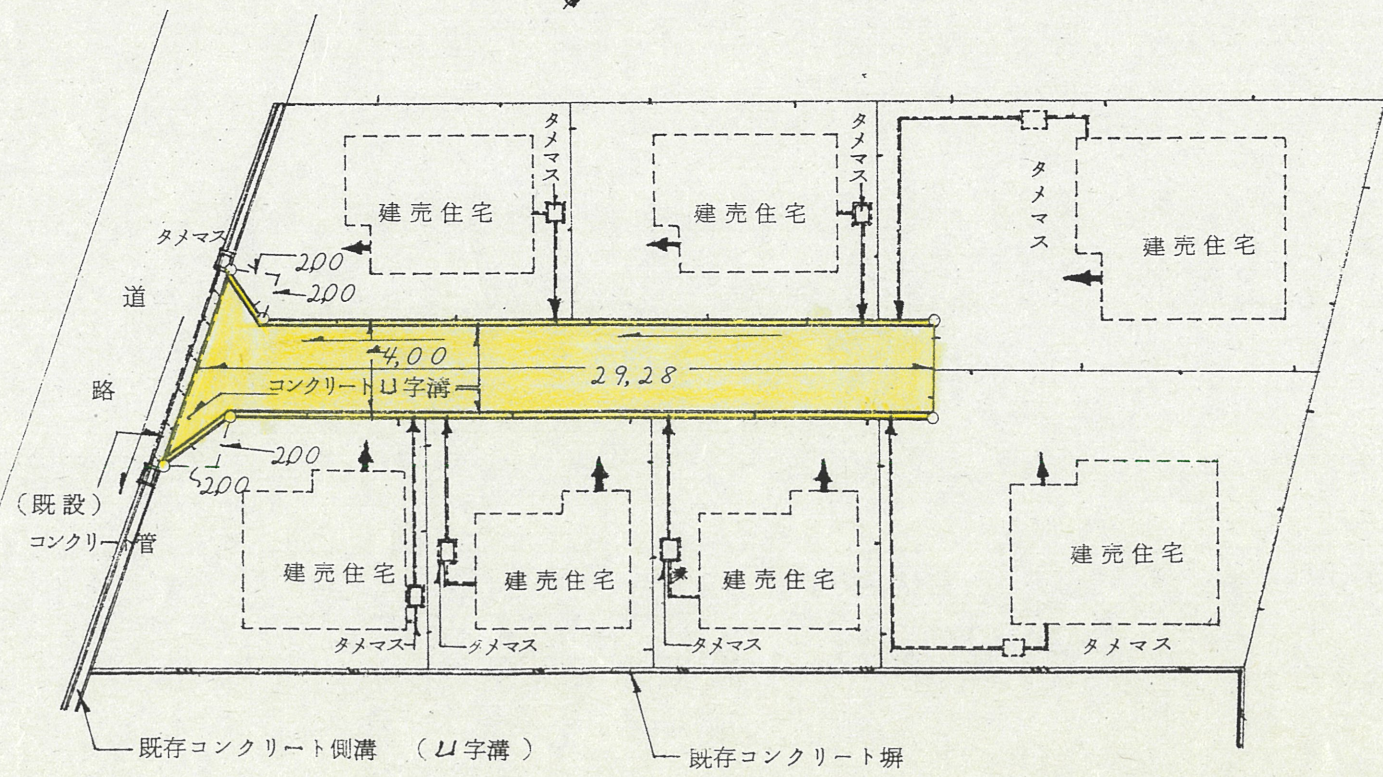 タメマス
タメマス
建売住宅
建売住宅
タメマス
建売住宅
タメマス
200
200
道
路
4,00
29,28
コンクリートU字溝
200
200
(既設)
コンクリート管
建売住宅
建売住宅
建売住宅
建売住宅
タメマス
タメマス
タメマス
タメマス
既存コンクリート側溝 (U字溝)
既存コンクリート塀